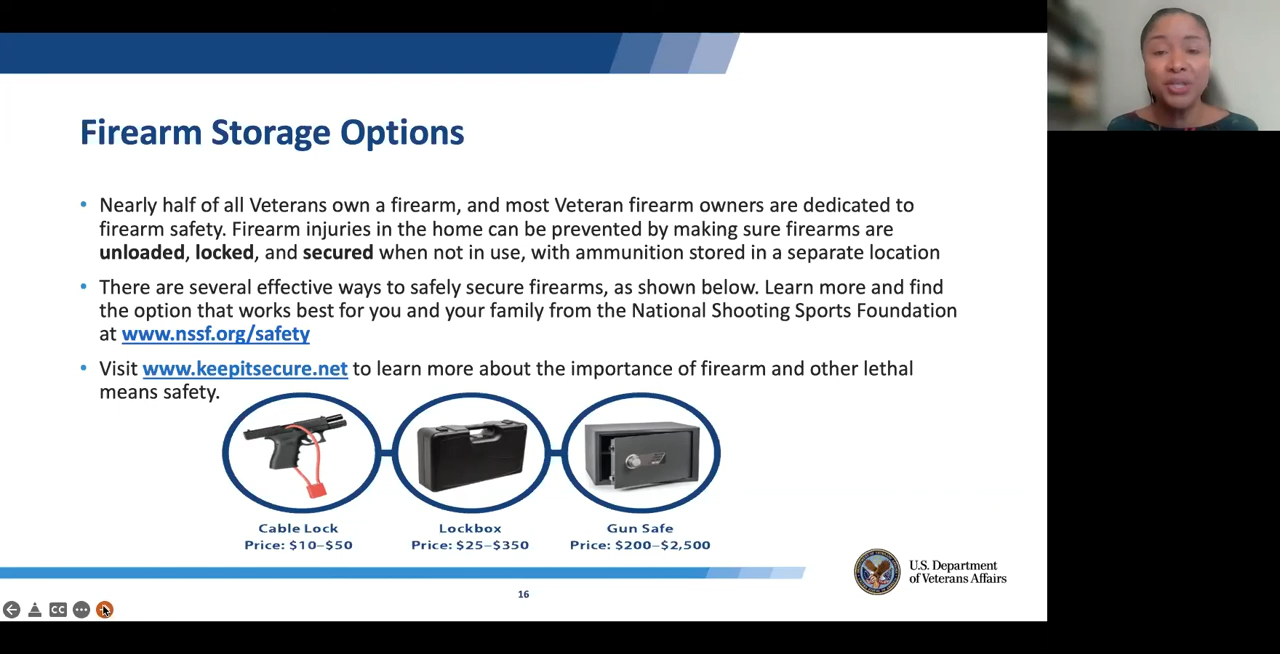 Firearm Storage Options
• Nearly half of all Veterans own a firearm, and most Veteran firearm owners are dedicated to
firearm safety. Firearm injuries in the home can be prevented by making sure firearms are
unloaded, locked, and secured when not in use, with ammunition stored in a separate location
• There are several effective ways to safely secure firearms, as shown below. Learn more and find
the option that works best for you and your family from the National Shooting Sports Foundation
at www.nssf.org/safety
• Visit www.keepitsecure.net to learn more about the importance of firearm and other lethal
means safety.
Cable Lock
Price: $10–$50
Lockbox
Price: $25–$350
Gun Safe
Price: $200–$2,500
U.S. Department
of Veterans Affairs
16
CC